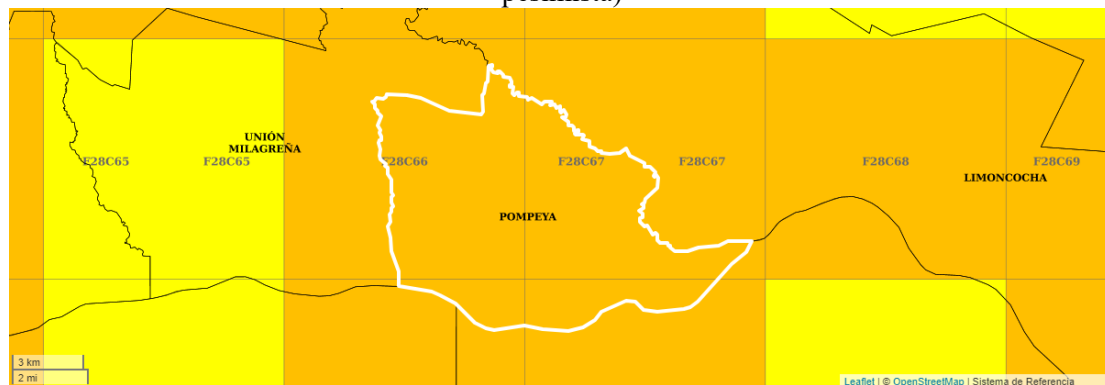 UNIÓN
MILAGREÑA
F28C65
F28C65
F28C66
F28C67
F28C67
F28C68
F28C69
LIMONCOCHA
POMPEYA
3 km
2 mi
Leaflet | © OpenStreetMap | Sistema de Referencia